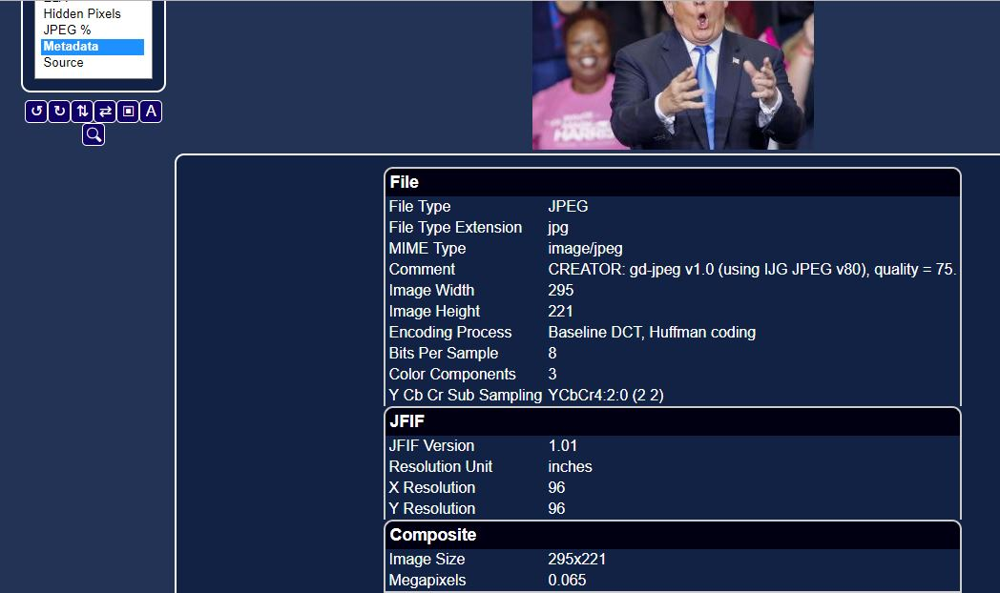 Hidden Pixels
JPEG %
Metadata
Source
A
HARRIS
File
File Type JPEG
File Type Extension jpg
MIME Type image/jpeg
Comment CREATOR: gd-jpeg v1.0 (using IJG JPEG v80), quality = 75.
Image Width 295
Image Height 221
Encoding Process Baseline DCT, Huffman coding
Bits Per Sample 8
Color Components 3
Y Cb Cr Sub Sampling YCbCr4:2:0 (2 2)
JFIF
JFIF Version 1.01
Resolution Unit inches
X Resolution 96
Y Resolution 96
Composite
Image Size 295x221
Megapixels 0.065